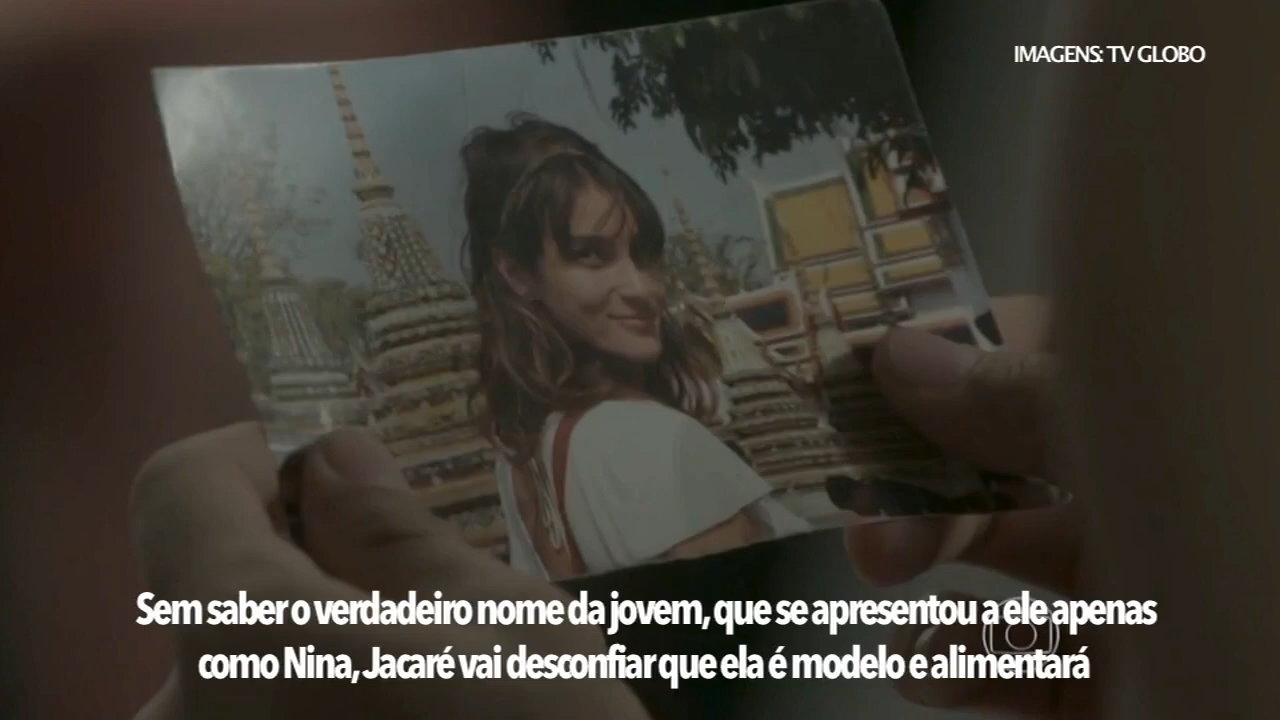 IMAGENS: TV GLOBO
Sem saber o verdadeiro nome da jovem, que se apresentou a ele apenas
como Nina, Jacaré vai desconfiar que ela é modelo e alimentará